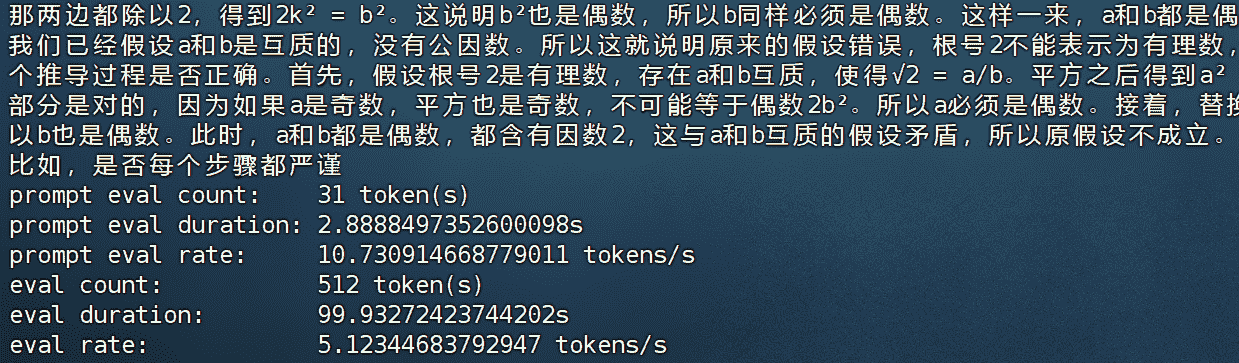 那两边都除以2，得到2k² = b²。这说明b²也是偶数，所以b同样必须是偶数。这样一来，a和b都是偶
我们已经假设a和b是互质的，没有公因数。所以这就说明原来的假设错误，根号2不能表示为有理数，
个推导过程是否正确。首先，假设根号2是有理数，存在a和b互质，使得√2 = a/b。平方之后得到a²
部分是对的，因为如果a是奇数，平方也是奇数，不可能等于偶数2b²。所以a必须是偶数。接着，替换
以b也是偶数。此时，a和b都是偶数，都含有因数2，这与a和b互质的假设矛盾，所以原假设不成立。
比如，是否每个步骤都严谨
prompt eval count:    31 token(s)
prompt eval duration: 2.8888497352600098s
prompt eval rate:     10.730914668779011 tokens/s
eval count:           512 token(s)
eval duration:        99.93272423744202s
eval rate:            5.12344683792947 tokens/s